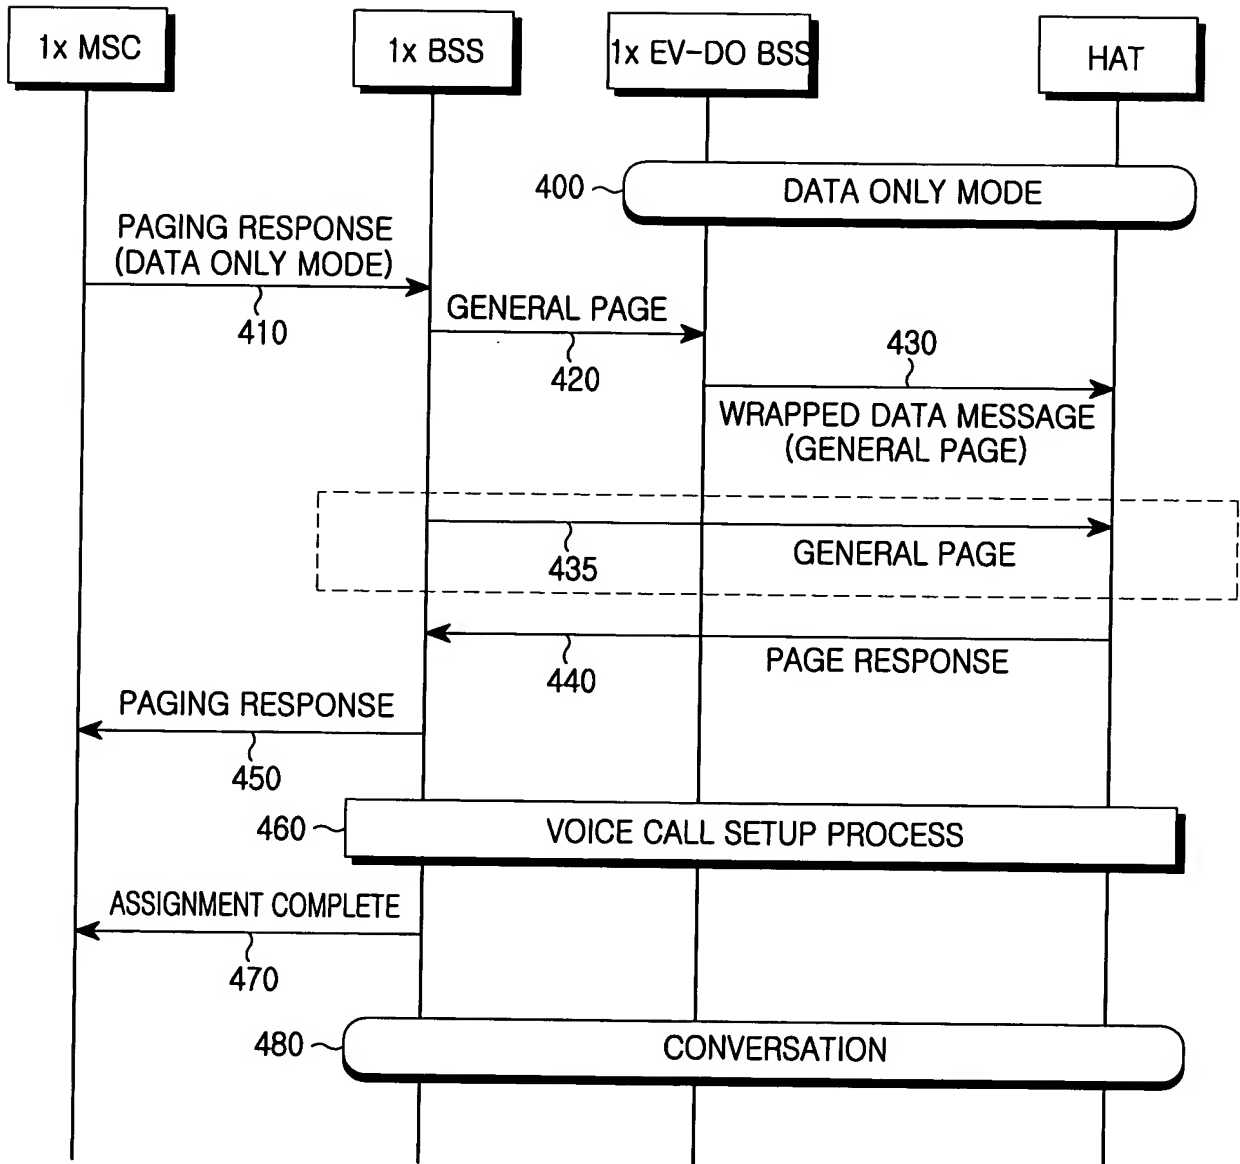 1x MSC
1x BSS
1x EV-DO BSS
HAT
400
DATA ONLY MODE
PAGING RESPONSE
(DATA ONLY MODE)
410
GENERAL PAGE
420
430
WRAPPED DATA MESSAGE
(GENERAL PAGE)
435
GENERAL PAGE
440
PAGE RESPONSE
PAGING RESPONSE
450
460
VOICE CALL SETUP PROCESS
ASSIGNMENT COMPLETE
470
480
CONVERSATION